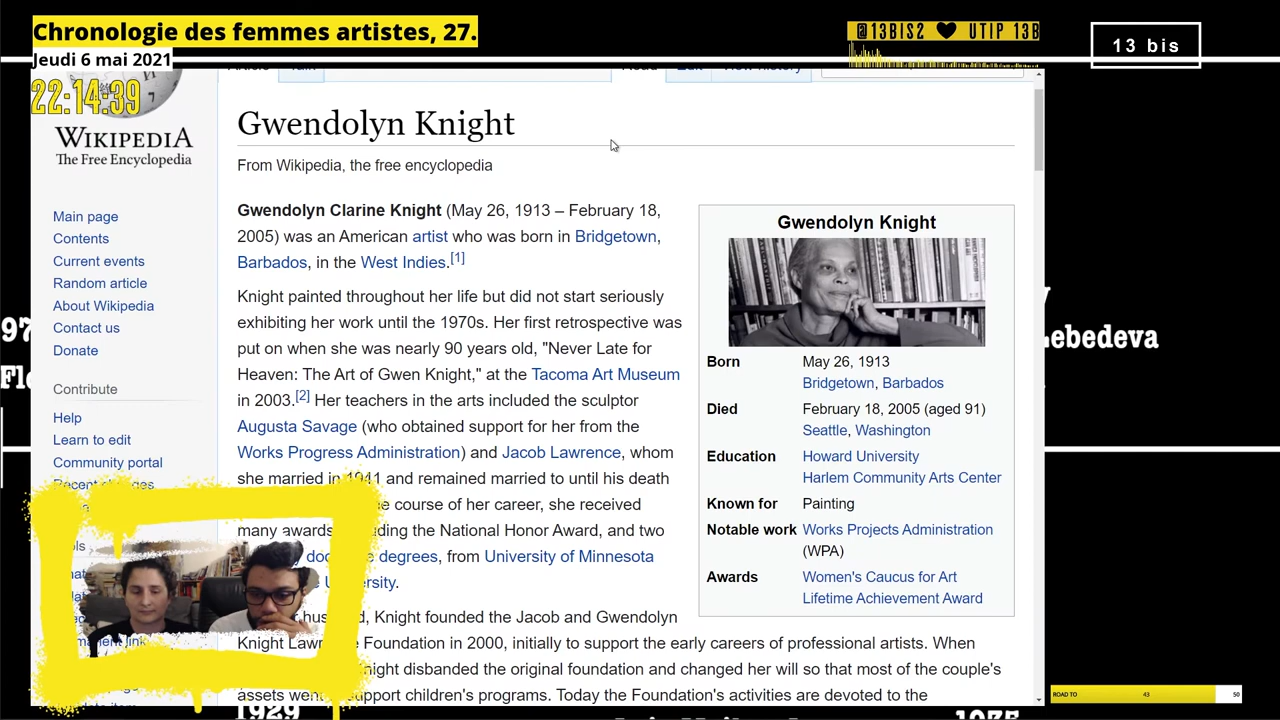 Chronologie des femmes artistes, 27.
Jeudi 6 mai 2021
22:14:39
@13BIS2 ❤ UTIP 13B
13 bis
WIKIPEDIA
The Free Encyclopedia
Main page
Contents
Current events
Random article
About Wikipedia
Contact us
Donate
Contribute
Help
Learn to edit
Community portal
Recent changes
Gwendolyn Knight
From Wikipedia, the free encyclopedia
Gwendolyn Clarine Knight (May 26, 1913 – February 18,
2005) was an American artist who was born in Bridgetown,
Barbados, in the West Indies.[1]
Knight painted throughout her life but did not start seriously
exhibiting her work until the 1970s. Her first retrospective was
put on when she was nearly 90 years old, "Never Late for
Heaven: The Art of Gwen Knight," at the Tacoma Art Museum
in 2003.[2] Her teachers in the arts included the sculptor
Augusta Savage (who obtained support for her from the
Works Progress Administration) and Jacob Lawrence, whom
she married in 1941 and remained married to until his death
course of her career, she received
many awards the National Honor Award, and two
degrees, from University of Minnesota
Knight founded the Jacob and Gwendolyn
Knight Foundation in 2000, initially to support the early careers of professional artists. When
disbanded the original foundation and changed her will so that most of the couple's
assets support children's programs. Today the Foundation's activities are devoted to the
Gwendolyn Knight
Born May 26, 1913
Bridgetown, Barbados
Died February 18, 2005 (aged 91)
Seattle, Washington
Education Howard University
Harlem Community Arts Center
Known for Painting
Notable work Works Projects Administration
(WPA)
Awards Women's Caucus for Art
Lifetime Achievement Award
ebedeva
1929
1975
ROAD TO 43 50